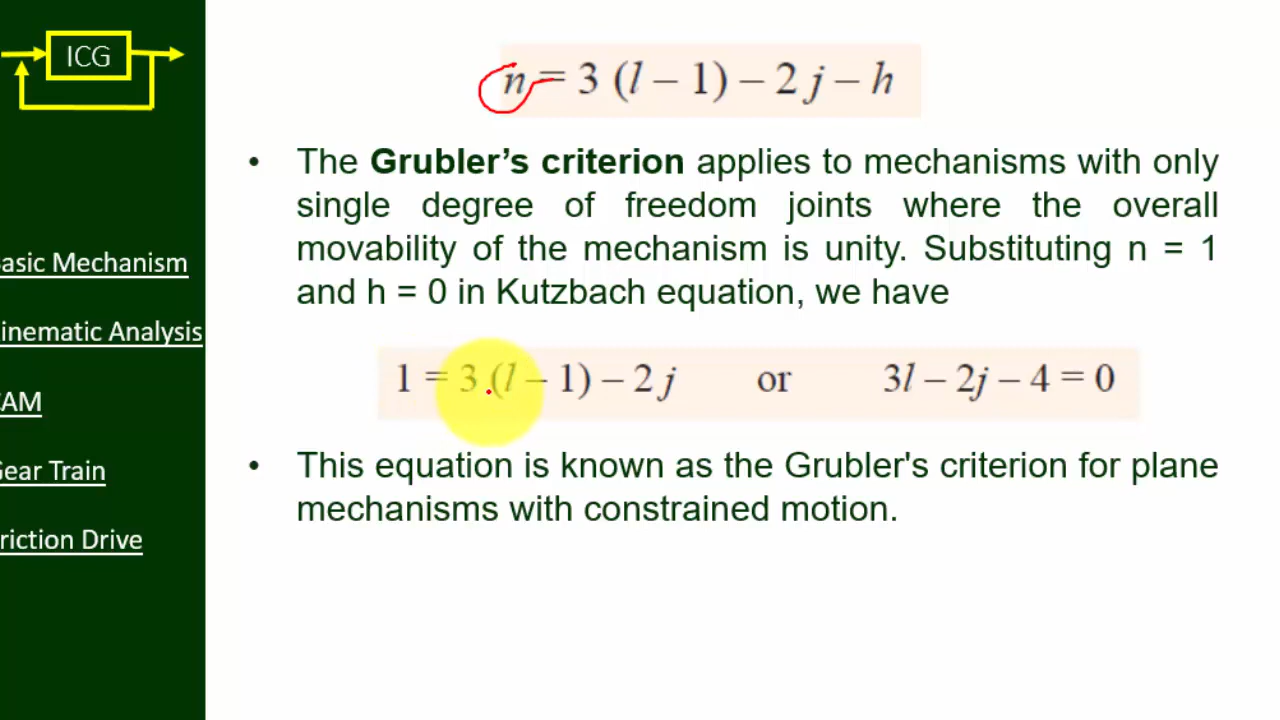 ICG
n = 3 (l – 1) – 2 j – h
• The Grubler’s criterion applies to mechanisms with only
single degree of freedom joints where the overall
movability of the mechanism is unity. Substituting n = 1
and h = 0 in Kutzbach equation, we have
1 = 3 (l – 1) – 2 j or 3l – 2j – 4 = 0
• This equation is known as the Grubler's criterion for plane
mechanisms with constrained motion.
asic Mechanism
inematic Analysis
AM
ear Train
riction Drive